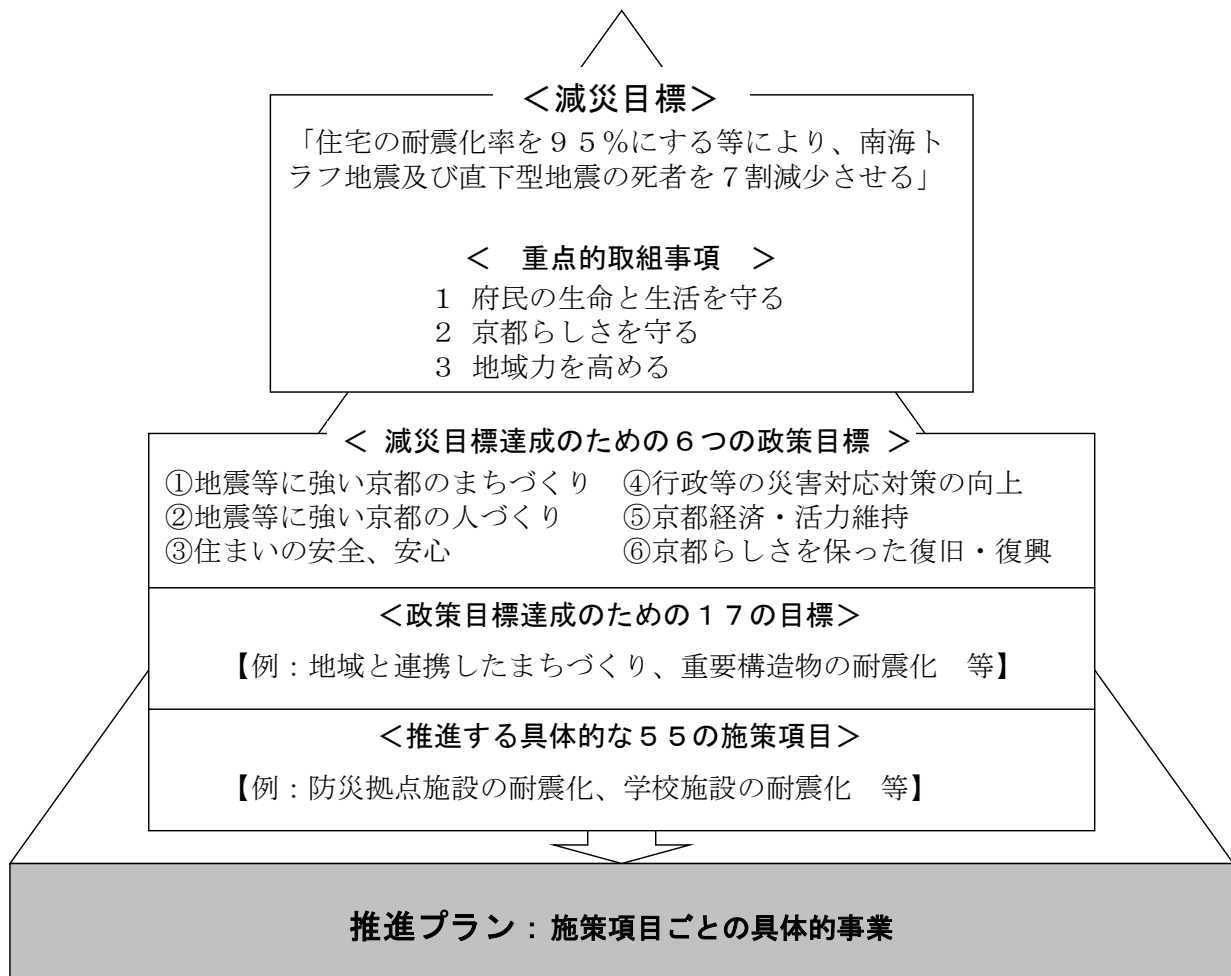 ＜減災目標＞
「住宅の耐震化率を９５％にする等により、南海ト
ラフ地震及び直下型地震の死者を７割減少させる」
＜　重点的取組事項　＞
１ 府民の生命と生活を守る
２ 京都らしさを守る
３ 地域力を高める
＜ 減災目標達成のための６つの政策目標 ＞
①地震等に強い京都のまちづくり　④行政等の災害対応対策の向上
②地震等に強い京都の人づくり　⑤京都経済・活力維持
③住まいの安全、安心　⑥京都らしさを保った復旧・復興
＜政策目標達成のための１７の目標＞
【例：地域と連携したまちづくり、重要構造物の耐震化　等】
＜推進する具体的な５５の施策項目＞
【例：防災拠点施設の耐震化、学校施設の耐震化　等】
推進プラン：施策項目ごとの具体的事業